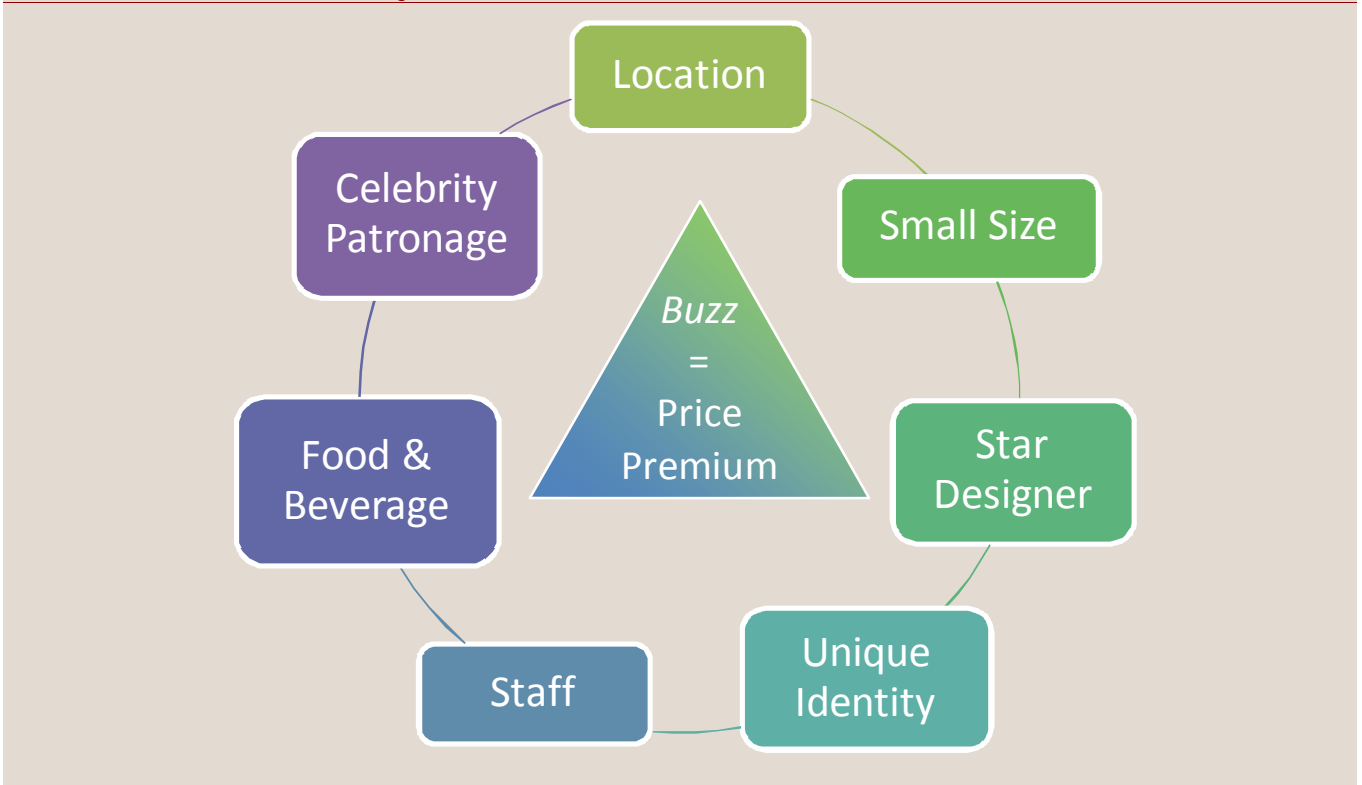 Location
Small Size
Star
Designer
Unique
Identity
Staff
Food &
Beverage
Celebrity
Patronage
Buzz
=
Price
Premium